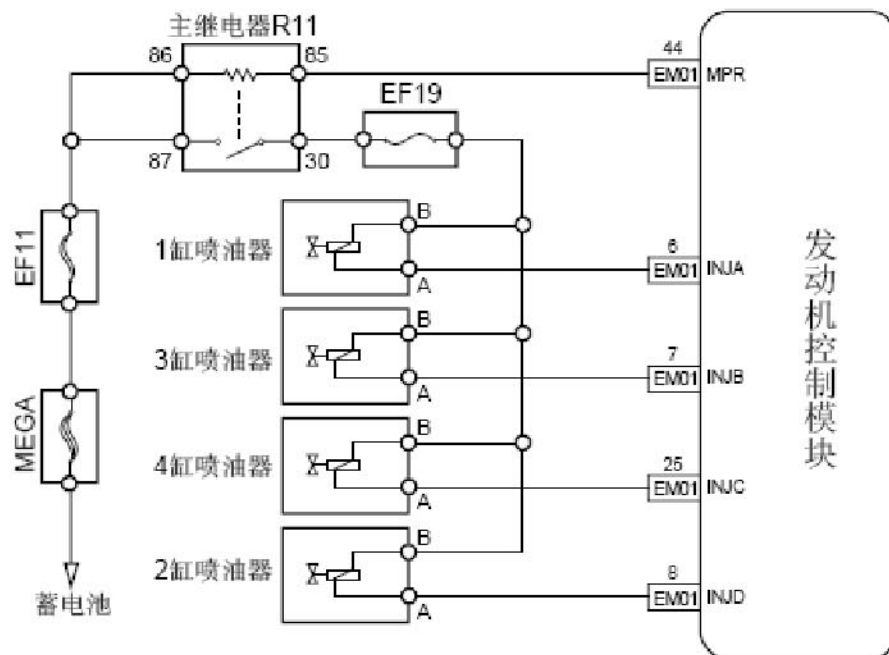 主继电器R11
86
85
44
EM01
MPR
EF19
87
30
EF11
1缸喷油器
B
A
6
EM01
INJA
发动机控制模块
3缸喷油器
B
A
7
EM01
INJB
MEGA
4缸喷油器
B
A
25
EM01
INJC
2缸喷油器
B
A
8
EM01
INJD
蓄电池